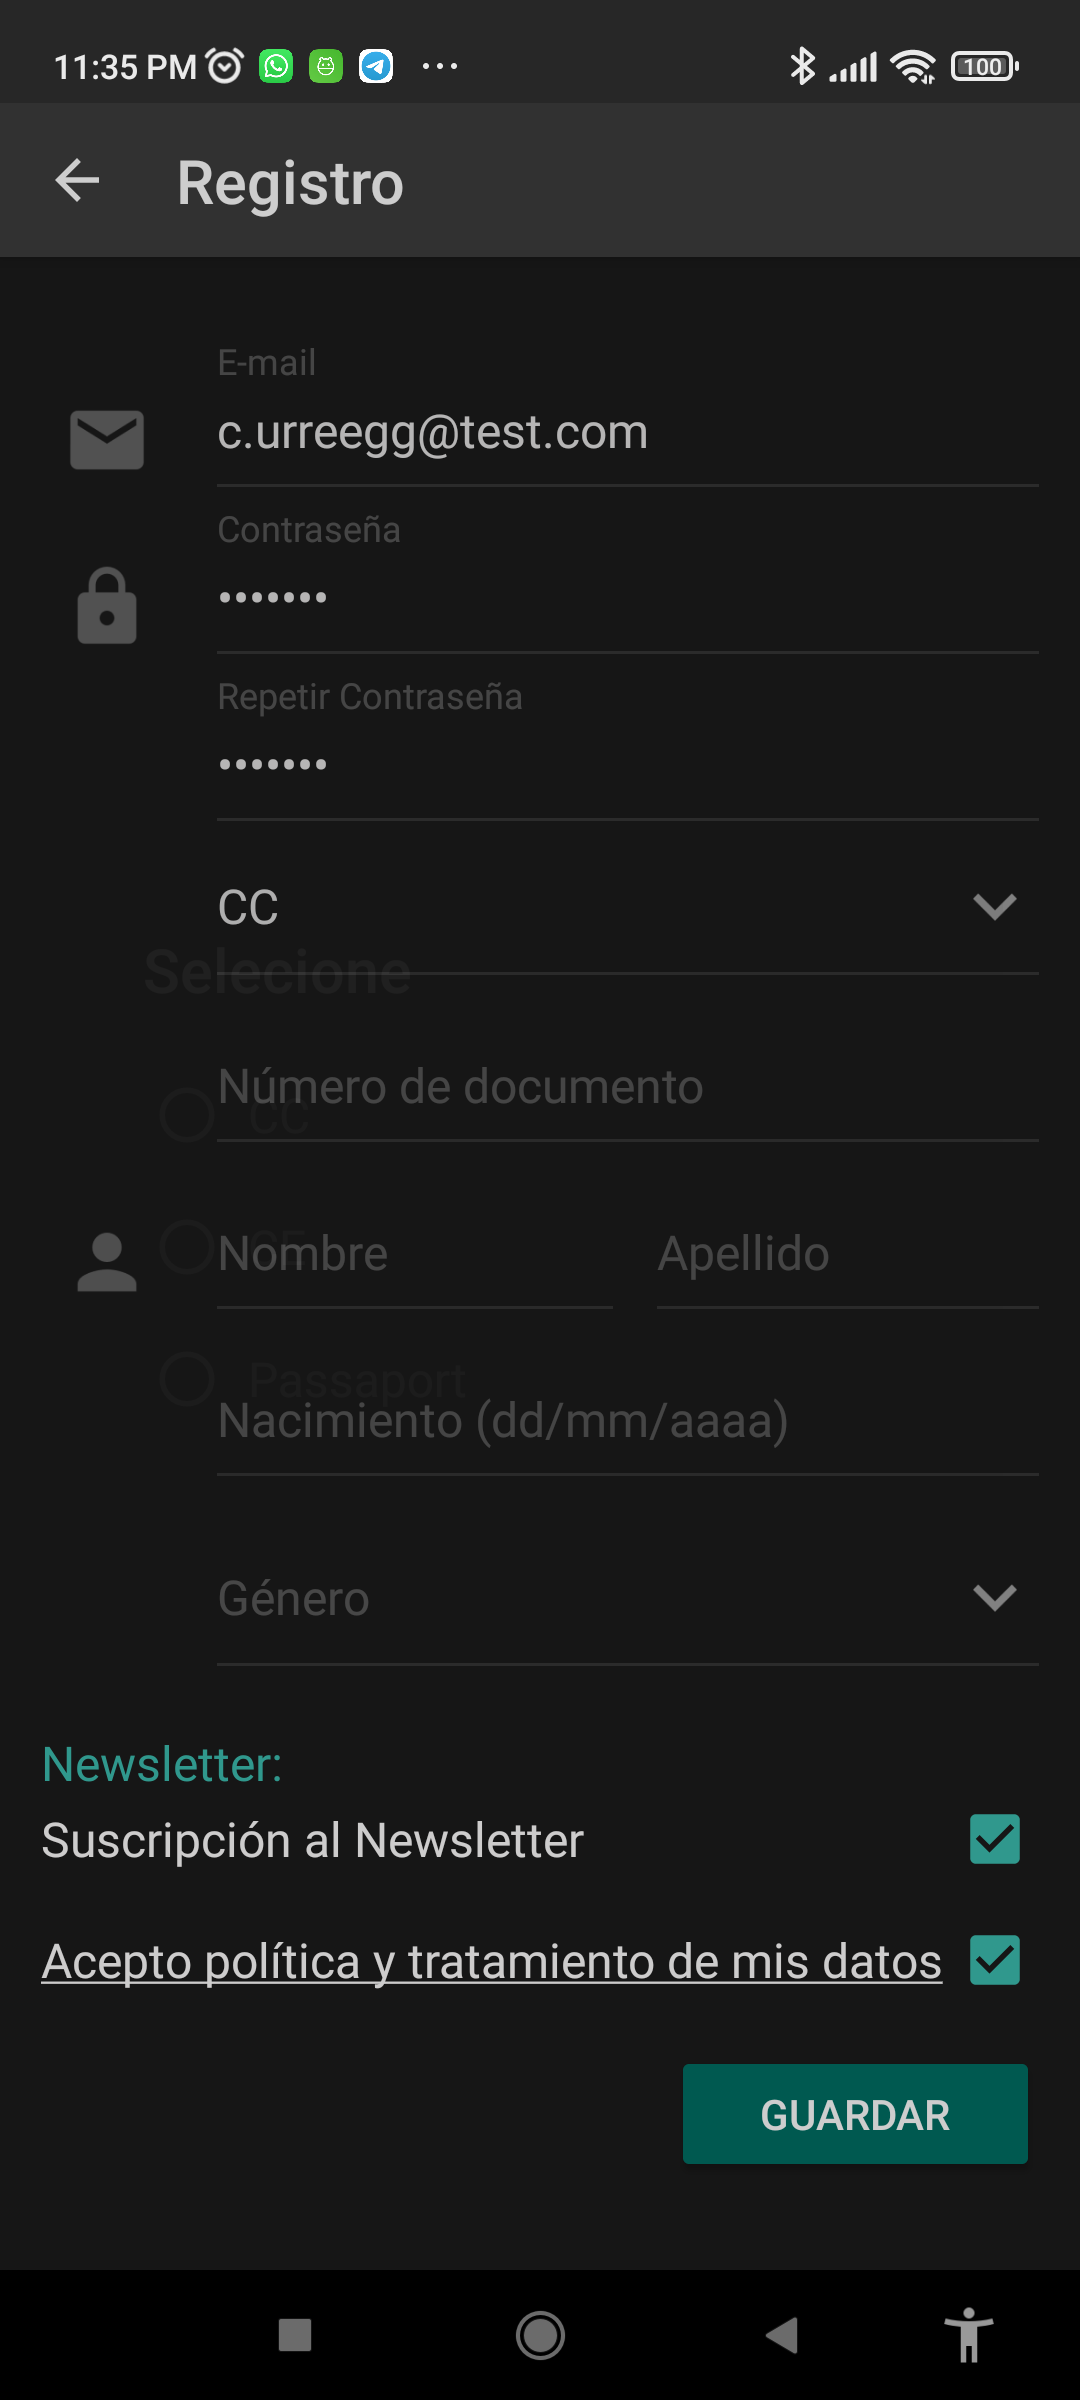 11:35 PM
100
Registro
E-mail
c.urreegg@test.com
Contraseña
•••••••
Repetir Contraseña
•••••••
CC
Selecione
Número de documento
CC
Nombre Apellido
CE
Passaport
Nacimiento (dd/mm/aaaa)
Género
Newsletter:
Suscripción al Newsletter
Acepto política y tratamiento de mis datos
GUARDAR